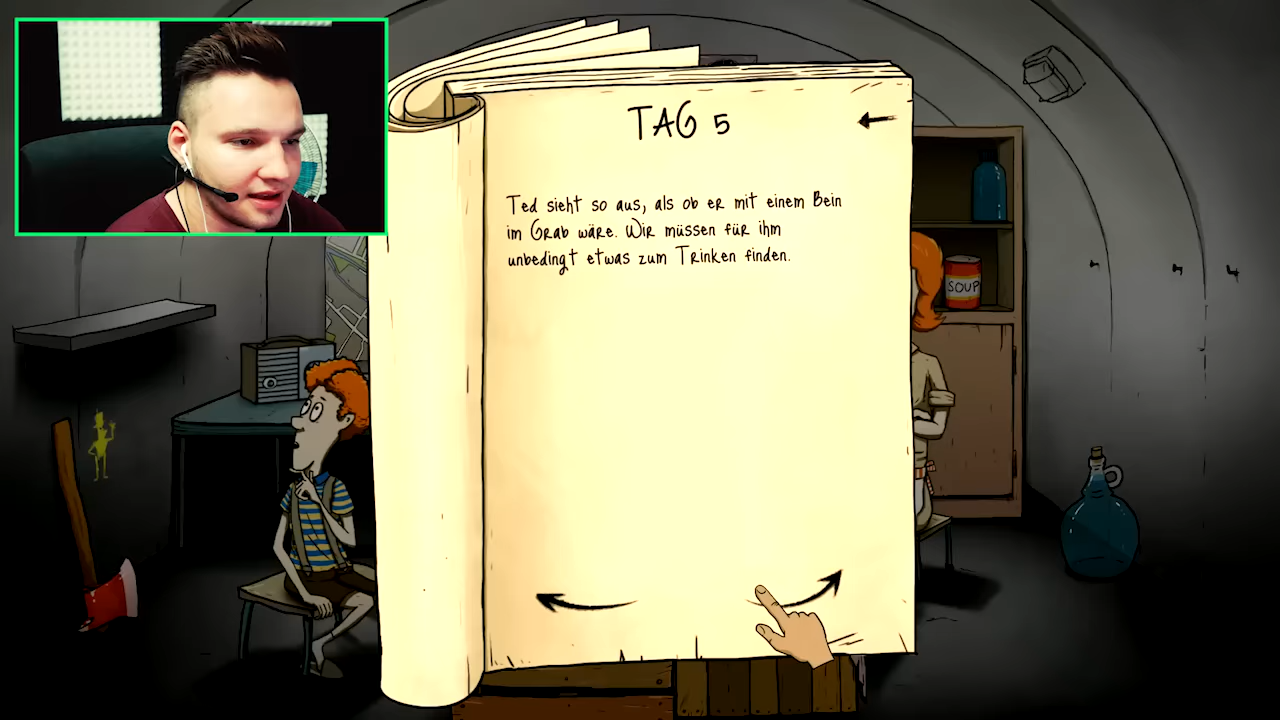 TAG 5
Ted sieht so aus, als ob er mit einem Bein
im Grab wäre. Wir müssen für ihm
unbedingt etwas zum Trinken finden.
SOUP